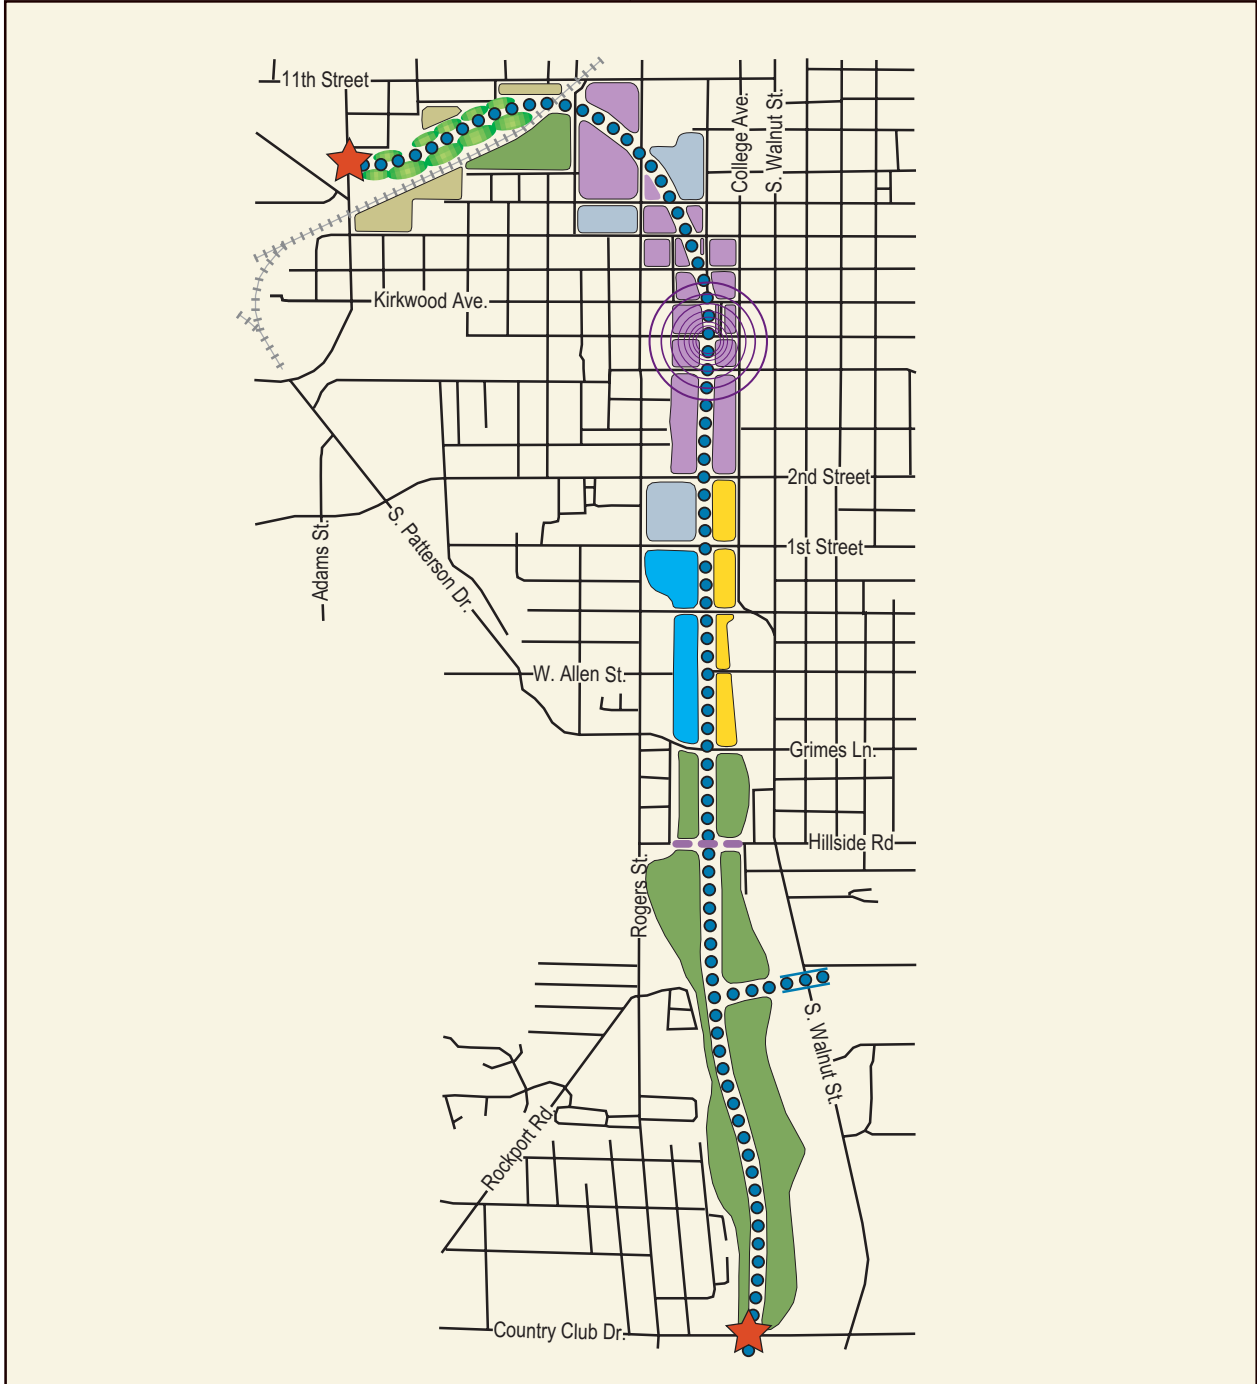 11th Street
College Ave.
S. Walnut St.
Kirkwood Ave.
2nd Street
Adams St.
S. Patterson Dr.
1st Street
W. Allen St.
Grimes Ln.
Hillside Rd
Rogers St.
S. Walnut St.
Rockport Rd.
Country Club Dr.